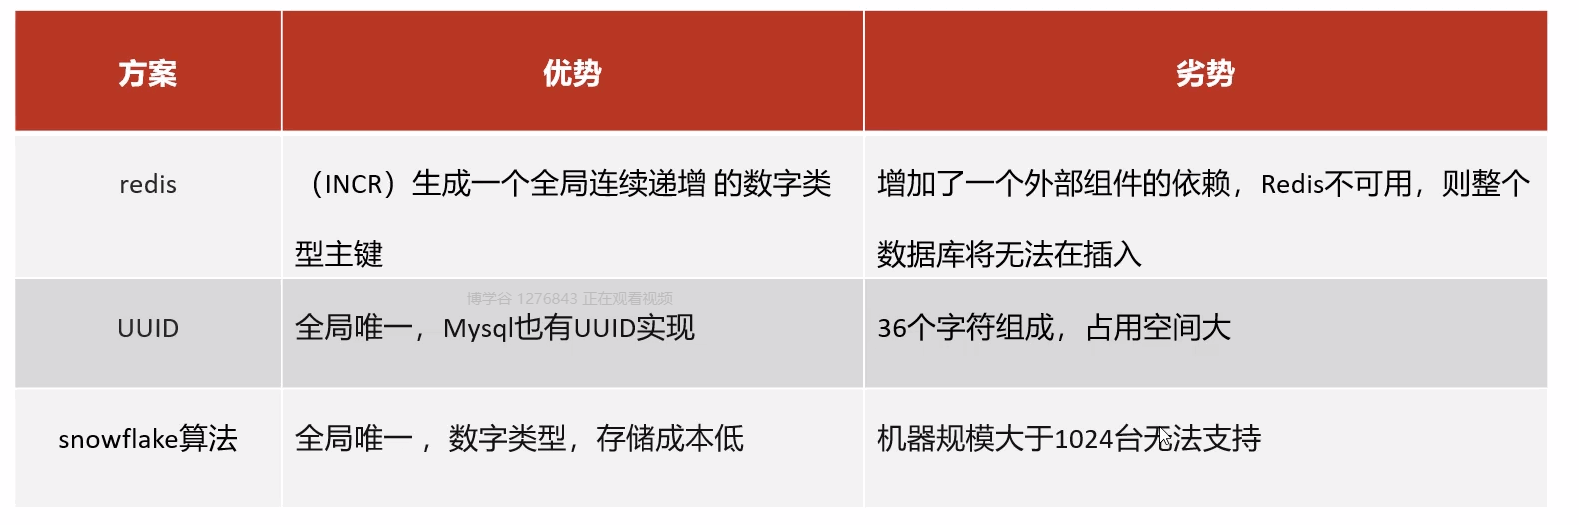 方案 优势 劣势
redis （INCR）生成一个全局连续递增 的数字类 增加了一个外部组件的依赖，Redis不可用，则整个
型主键 数据库将无法在插入
博学谷 1276843 正在观看视频
UUID 全局唯一，Mysql也有UUID实现 36个字符组成，占用空间大
snowflake算法 全局唯一 ，数字类型，存储成本低 机器规模大于1024台无法支持